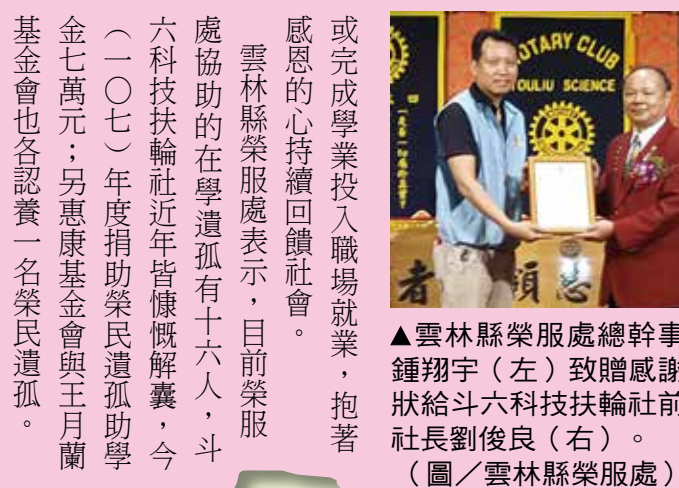 或完成學業投入職場就業，抱著
感恩的心持續回饋社會。
雲林縣榮服處表示，目前榮服
處協助的在學遺孤有十六人，斗
六科技扶輪社近年皆慷慨解囊，今
（一〇七）年度捐助榮民遺孤助學
金七萬元；另惠康基金會與王月蘭
基金會也各認養一名榮民遺孤。
OTARY CLUB
OULIU SCIENCE
者 領
▲雲林縣榮服處總幹事
鍾翔宇（左）致贈感謝
狀給斗六科技扶輪社前
社長劉俊良（右）。
（圖／雲林縣榮服處）